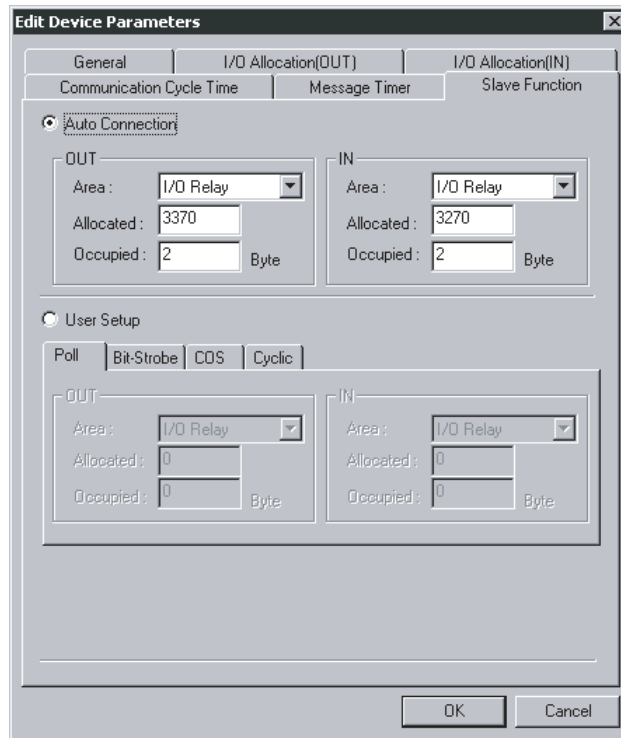 Edit Device Parameters
General I/O Allocation(OUT) I/O Allocation(IN)
Communication Cycle Time Message Timer Slave Function
Auto Connection
OUT IN
Area : I/O Relay Area : I/O Relay
Allocated : 3370 Allocated : 3270
Occupied : 2 Byte Occupied : 2 Byte
User Setup
Poll Bit-Strobe COS Cyclic
OUT IN
Area : I/O Relay Area : I/O Relay
Allocated : 0 Allocated : 0
Occupied : 0 Byte Occupied : 0 Byte
OK Cancel